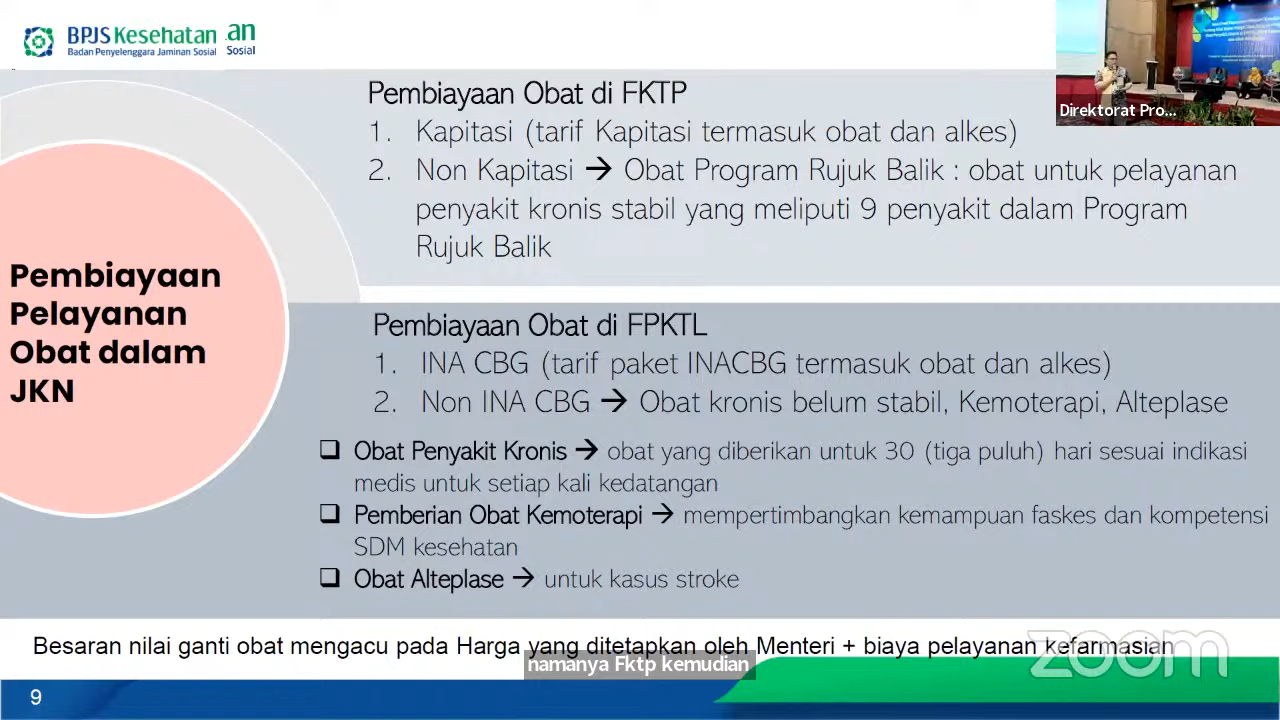 BPJS Kesehatan an
Badan Penyelenggara Jaminan Sosial Sosial
Direktorat Pro...
Pembiayaan
Pelayanan
Obat dalam
JKN
Pembiayaan Obat di FKTP
1. Kapitasi (tarif Kapitasi termasuk obat dan alkes)
2. Non Kapitasi → Obat Program Rujuk Balik : obat untuk pelayanan
penyakit kronis stabil yang meliputi 9 penyakit dalam Program
Rujuk Balik
Pembiayaan Obat di FPKTL
1. INA CBG (tarif paket INACBG termasuk obat dan alkes)
2. Non INA CBG → Obat kronis belum stabil, Kemoterapi, Alteplase
❑ Obat Penyakit Kronis → obat yang diberikan untuk 30 (tiga puluh) hari sesuai indikasi
medis untuk setiap kali kedatangan
❑ Pemberian Obat Kemoterapi → mempertimbangkan kemampuan faskes dan kompetensi
SDM kesehatan
❑ Obat Alteplase → untuk kasus stroke
Besaran nilai ganti obat mengacu pada Harga yang ditetapkan oleh Menteri + biaya pelayanan kefarmasian
zoom
namanya Fktp kemudian
9